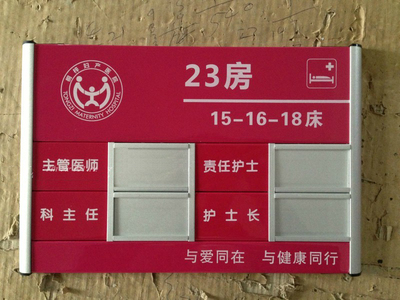 23房
15-16-18床
主管医师
责任护士
科主任
护士长
与爱同在 与健康同行